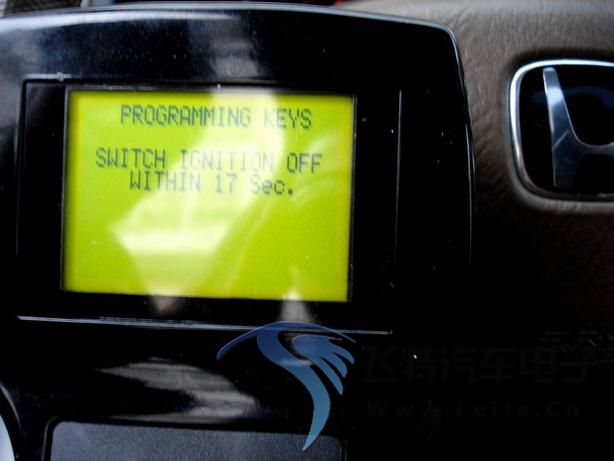 PROGRAMMING KEYS
SWITCH IGNITION OFF
WITHIN 17 Sec.
飞特汽车电子
www.Feite.Cn